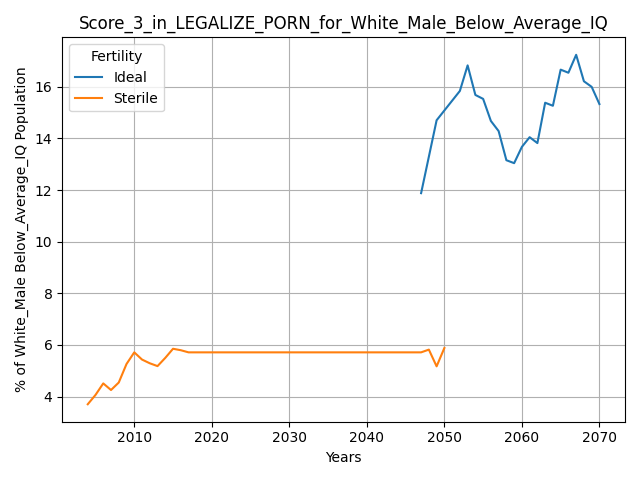 Score_3_in_LEGALIZE_PORN_for_White_Male_Below_Average_IQ
Fertility
Ideal
Sterile
% of White_Male Below_Average_IQ Population
16
14
12
10
8
6
4
2010 2020 2030 2040 2050 2060 2070
Years